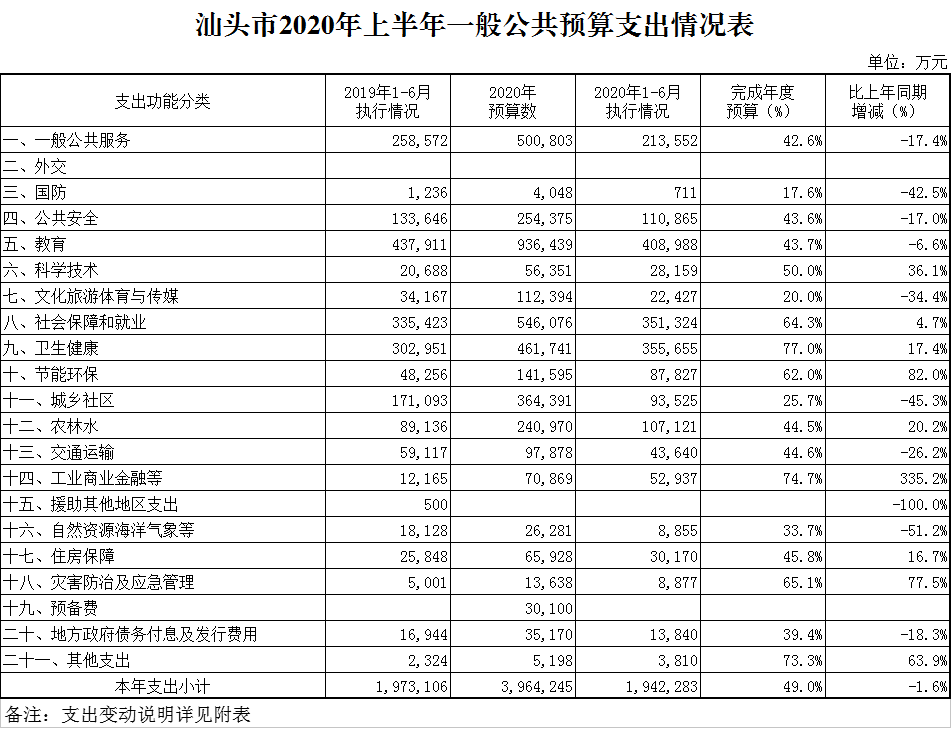 汕头市2020年上半年一般公共预算支出情况表
单位：万元
支出功能分类 2019年1-6月执行情况 2020年预算数 2020年1-6月执行情况 完成年度预算（%） 比上年同期增减（%）
一、一般公共服务 258,572 500,803 213,552 42.6% -17.4%
二、外交
三、国防 1,236 4,048 711 17.6% -42.5%
四、公共安全 133,646 254,375 110,865 43.6% -17.0%
五、教育 437,911 936,439 408,988 43.7% -6.6%
六、科学技术 20,688 56,351 28,159 50.0% 36.1%
七、文化旅游体育与传媒 34,167 112,394 22,427 20.0% -34.4%
八、社会保障和就业 335,423 546,076 351,324 64.3% 4.7%
九、卫生健康 302,951 461,741 355,655 77.0% 17.4%
十、节能环保 48,256 141,595 87,827 62.0% 82.0%
十一、城乡社区 171,093 364,391 93,525 25.7% -45.3%
十二、农林水 89,136 240,970 107,121 44.5% 20.2%
十三、交通运输 59,117 97,878 43,640 44.6% -26.2%
十四、工业商业金融等 12,165 70,869 52,937 74.7% 335.2%
十五、援助其他地区支出 500 -100.0%
十六、自然资源海洋气象等 18,128 26,281 8,855 33.7% -51.2%
十七、住房保障 25,848 65,928 30,170 45.8% 16.7%
十八、灾害防治及应急管理 5,001 13,638 8,877 65.1% 77.5%
十九、预备费 30,100
二十、地方政府债务付息及发行费用 16,944 35,170 13,840 39.4% -18.3%
二十一、其他支出 2,324 5,198 3,810 73.3% 63.9%
本年支出小计 1,973,106 3,964,245 1,942,283 49.0% -1.6%
备注：支出变动说明详见附表